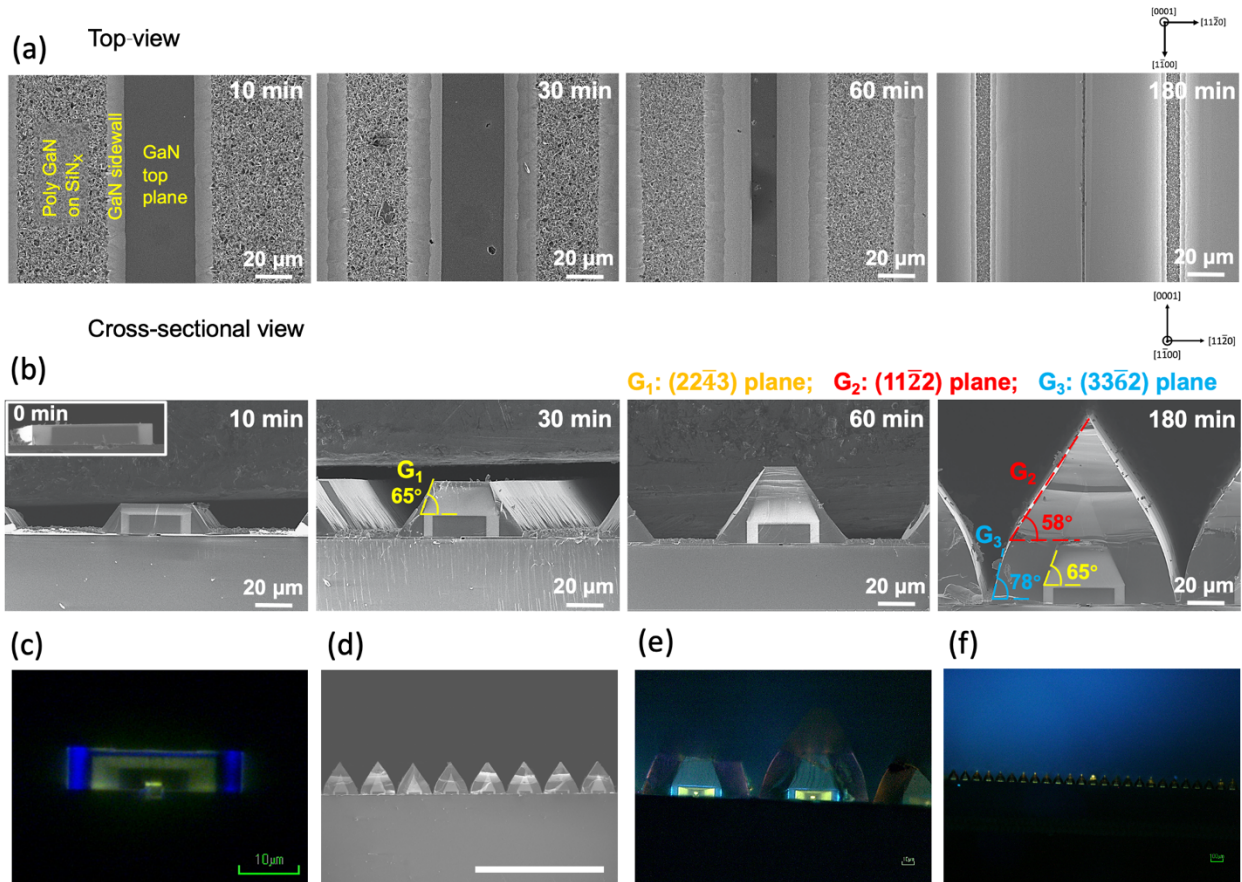 (a)
Top-view
[0001]
[112̅0]
[11̅00]
10 min
30 min
60 min
180 min
Poly GaN
on SiNₓ
GaN sidewall
GaN
top
plane
20 µm
20 µm
20 µm
20 µm
Cross-sectional view
[0001]
[112̅0]
[11̅00]
(b)
G₁: (224̅3) plane; G₂: (112̅2) plane; G₃: (336̅2) plane
0 min
10 min
30 min
60 min
180 min
G₁
65°
G₂
58°
G₃
78°
65°
20 µm
20 µm
20 µm
20 µm
(c)
(d)
(e)
(f)
10µm